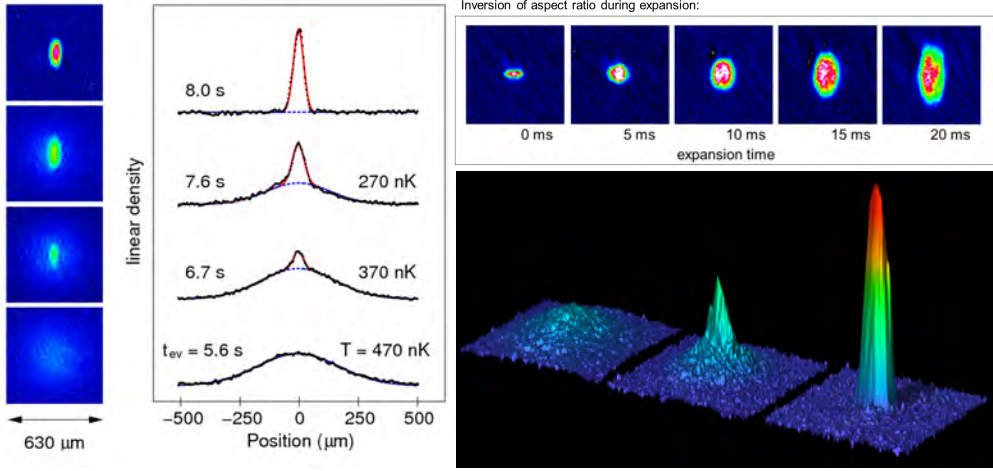 Inversion of aspect ratio during expansion:
0 ms
5 ms
10 ms
15 ms
20 ms
expansion time
linear density
8.0 s
7.6 s
270 nK
6.7 s
370 nK
tev = 5.6 s
T = 470 nK
−500
−250
0
250
500
Position (μm)
630 μm